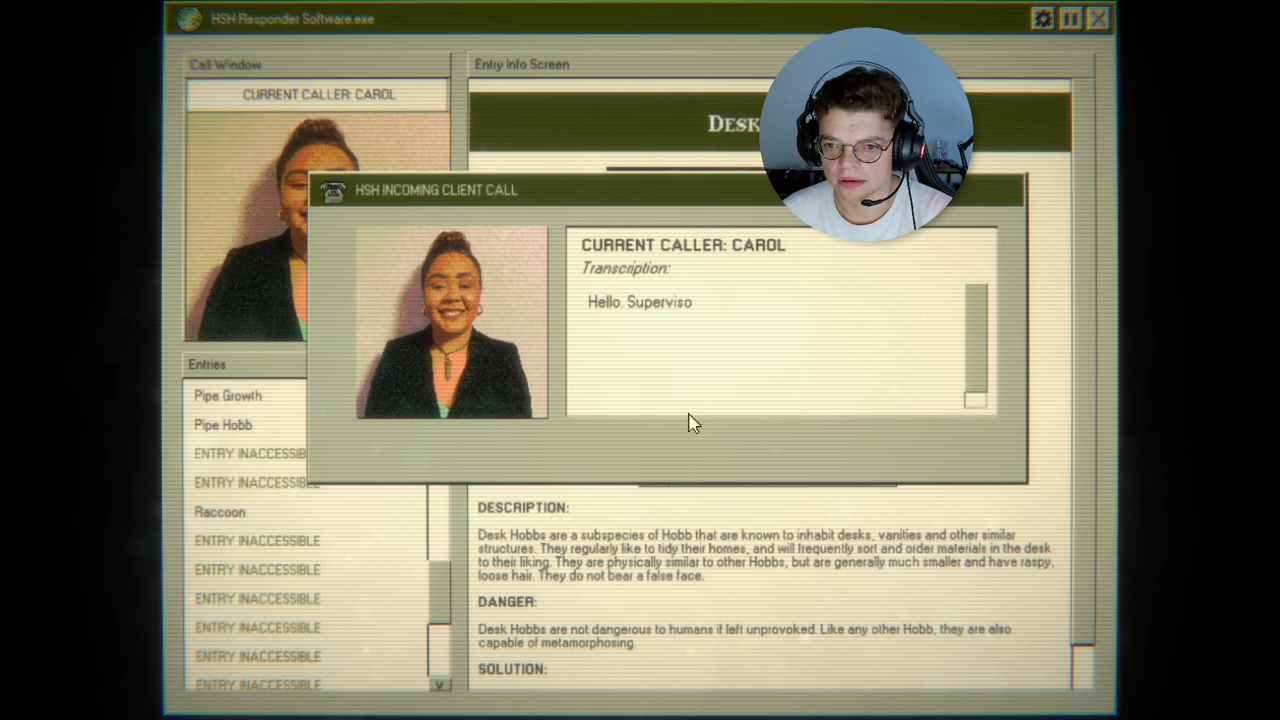 HSH Responder Software.exe
Call Window
Entry Info Screen
CURRENT CALLER: CAROL
DESK
HSH INCOMING CLIENT CALL
CURRENT CALLER: CAROL
Transcription:
Hello. Superviso
Entries
Pipe Growth
Pipe Hobb
ENTRY INACCESSIB
ENTRY INACCESSIBLE
Raccoon
ENTRY INACCESSIBLE
ENTRY INACCESSIBLE
ENTRY INACCESSIBLE
ENTRY INACCESSIBLE
ENTRY INACCESSIBLE
ENTRY INACCESSIBLE
DESCRIPTION:
Desk Hobbs are a subspecies of Hobb that are known to inhabit desks, vanities and other similar
structures. They regularly like to tidy their homes, and will frequently sort and order materials in the desk
to their liking. They are physically similar to other Hobbs, but are generally much smaller and have raspy,
loose hair. They do not bear a false face.
DANGER:
Desk Hobbs are not dangerous to humans if left unprovoked. Like any other Hobb, they are also
capable of metamorphosing.
SOLUTION: